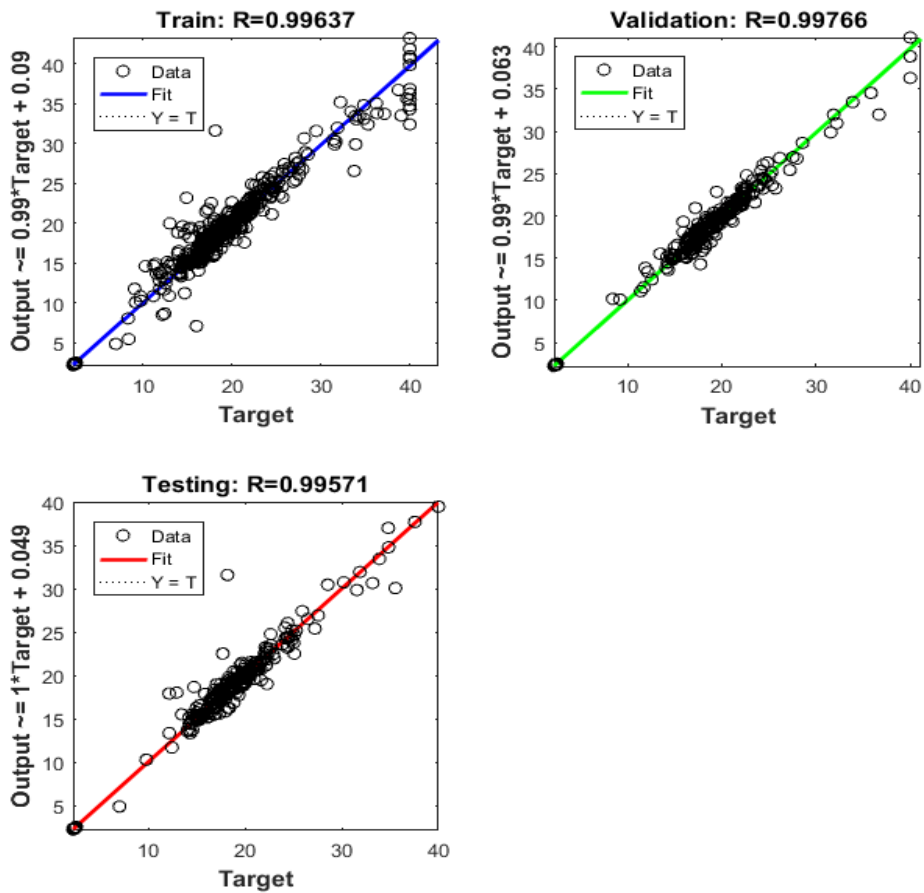 Train: R=0.99637
Output ~= 0.99*Target + 0.09
40
35
30
25
20
15
10
5
Data
Fit
Y = T
10
20
30
40
Target
Validation: R=0.99766
Output ~= 0.99*Target + 0.063
40
35
30
25
20
15
10
5
Data
Fit
Y = T
10
20
30
40
Target
Testing: R=0.99571
Output ~= 1*Target + 0.049
40
35
30
25
20
15
10
5
Data
Fit
Y = T
10
20
30
40
Target